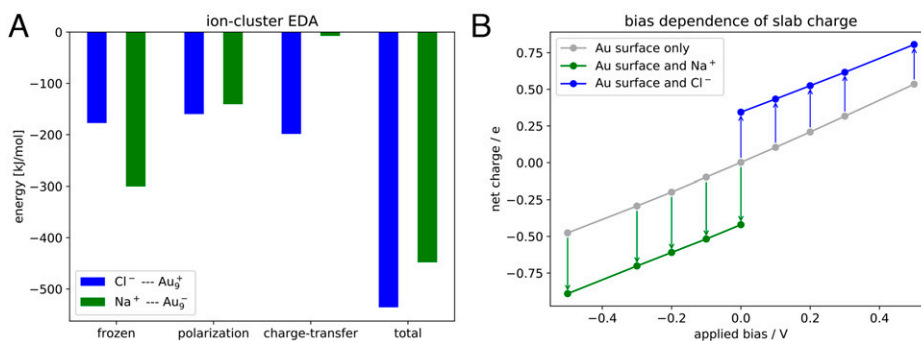 A
ion-cluster EDA
0
−100
−200
−300
−400
−500
energy [kJ/mol]
Cl⁻ --- Au₉⁺
Na⁺ --- Au₉⁻
frozen polarization charge-transfer total
B
bias dependence of slab charge
Au surface only
Au surface and Na⁺
Au surface and Cl⁻
0.75
0.50
0.25
0.00
−0.25
−0.50
−0.75
net charge / e
−0.4 −0.2 0.0 0.2 0.4
applied bias / V